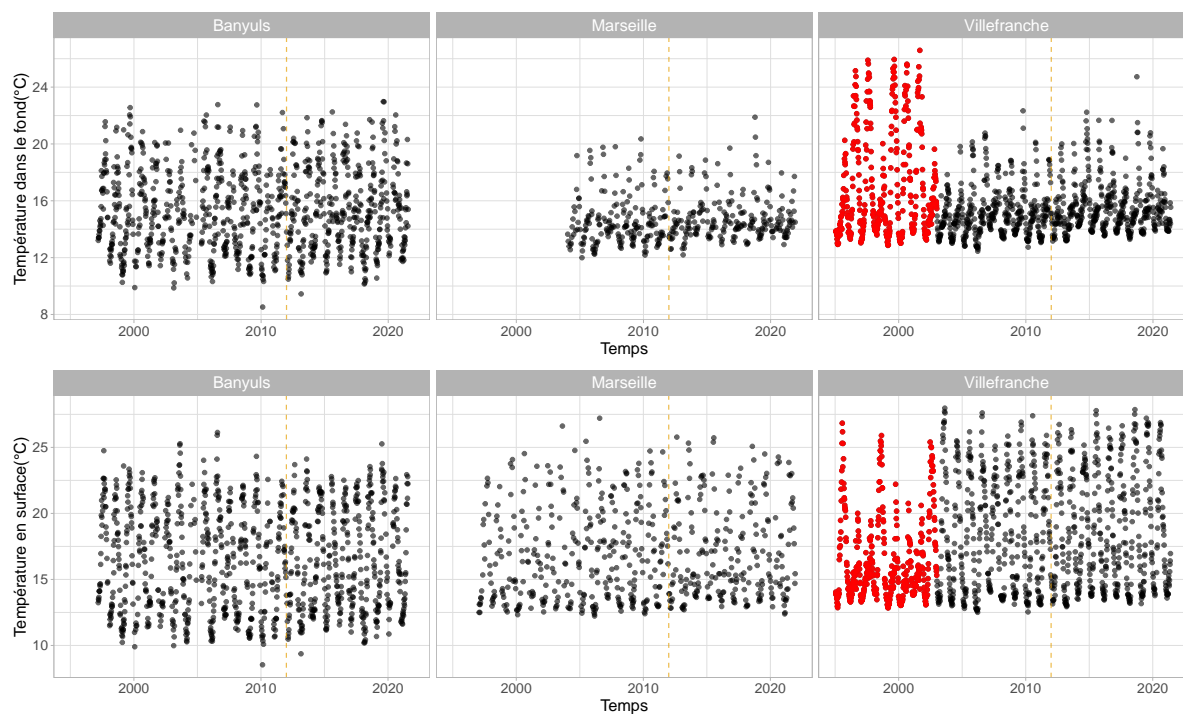 Banyuls Marseille Villefranche
Température dans le fond(°C)
24
20
16
12
8
2000 2010 2020 2000 2010 2020 2000 2010 2020
Temps
Banyuls Marseille Villefranche
Température en surface(°C)
25
20
15
10
2000 2010 2020 2000 2010 2020 2000 2010 2020
Temps